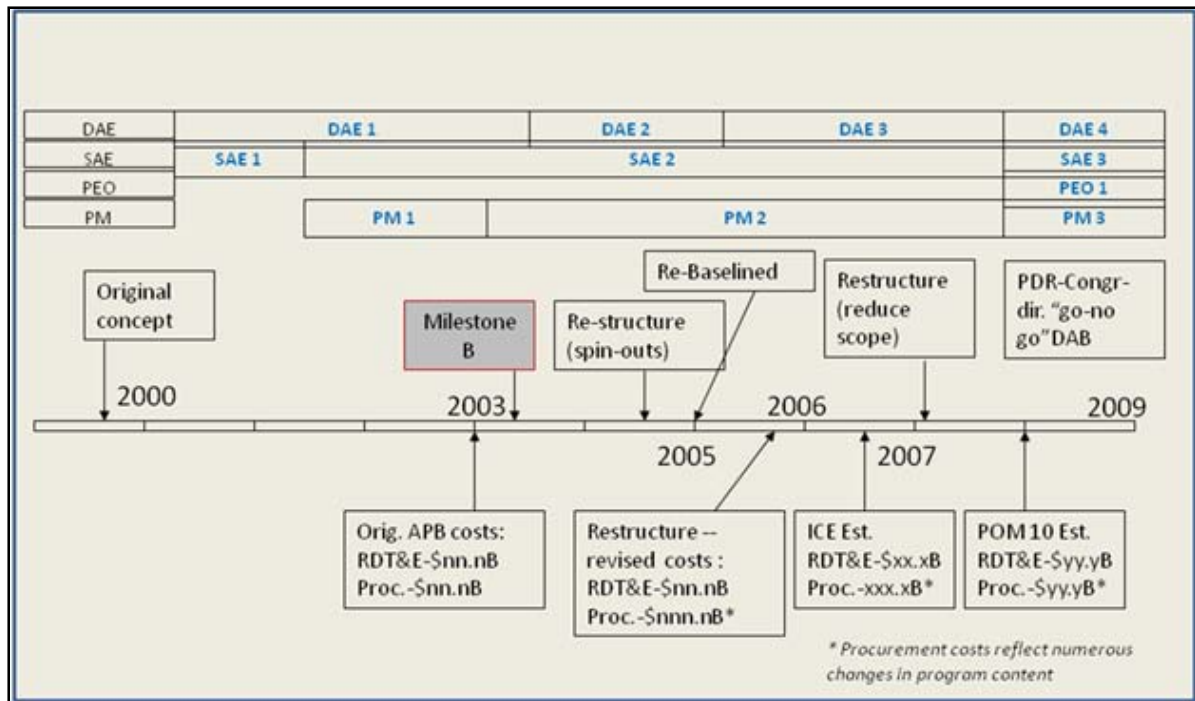 DAE DAE 1 DAE 2 DAE 3 DAE 4
SAE SAE 1 SAE 2 SAE 3
PEO PEO 1
PM PM 1 PM 2 PM 3
Original
concept
Milestone
B
Re-structure
(spin-outs)
Re-Baselined
Restructure
(reduce
scope)
PDR-Congr-
dir. “go-no
go”DAB
2000
2003
2006
2009
2005
2007
Orig. APB costs:
RDT&E-$nn.nB
Proc.-$nn.nB
Restructure --
revised costs :
RDT&E-$nn.nB
Proc.-$nnn.nB*
ICE Est.
RDT&E-$xx.xB
Proc.-xxx.xB*
POM 10 Est.
RDT&E-$yy.yB
Proc.-$yy.yB*
* Procurement costs reflect numerous
changes in program content